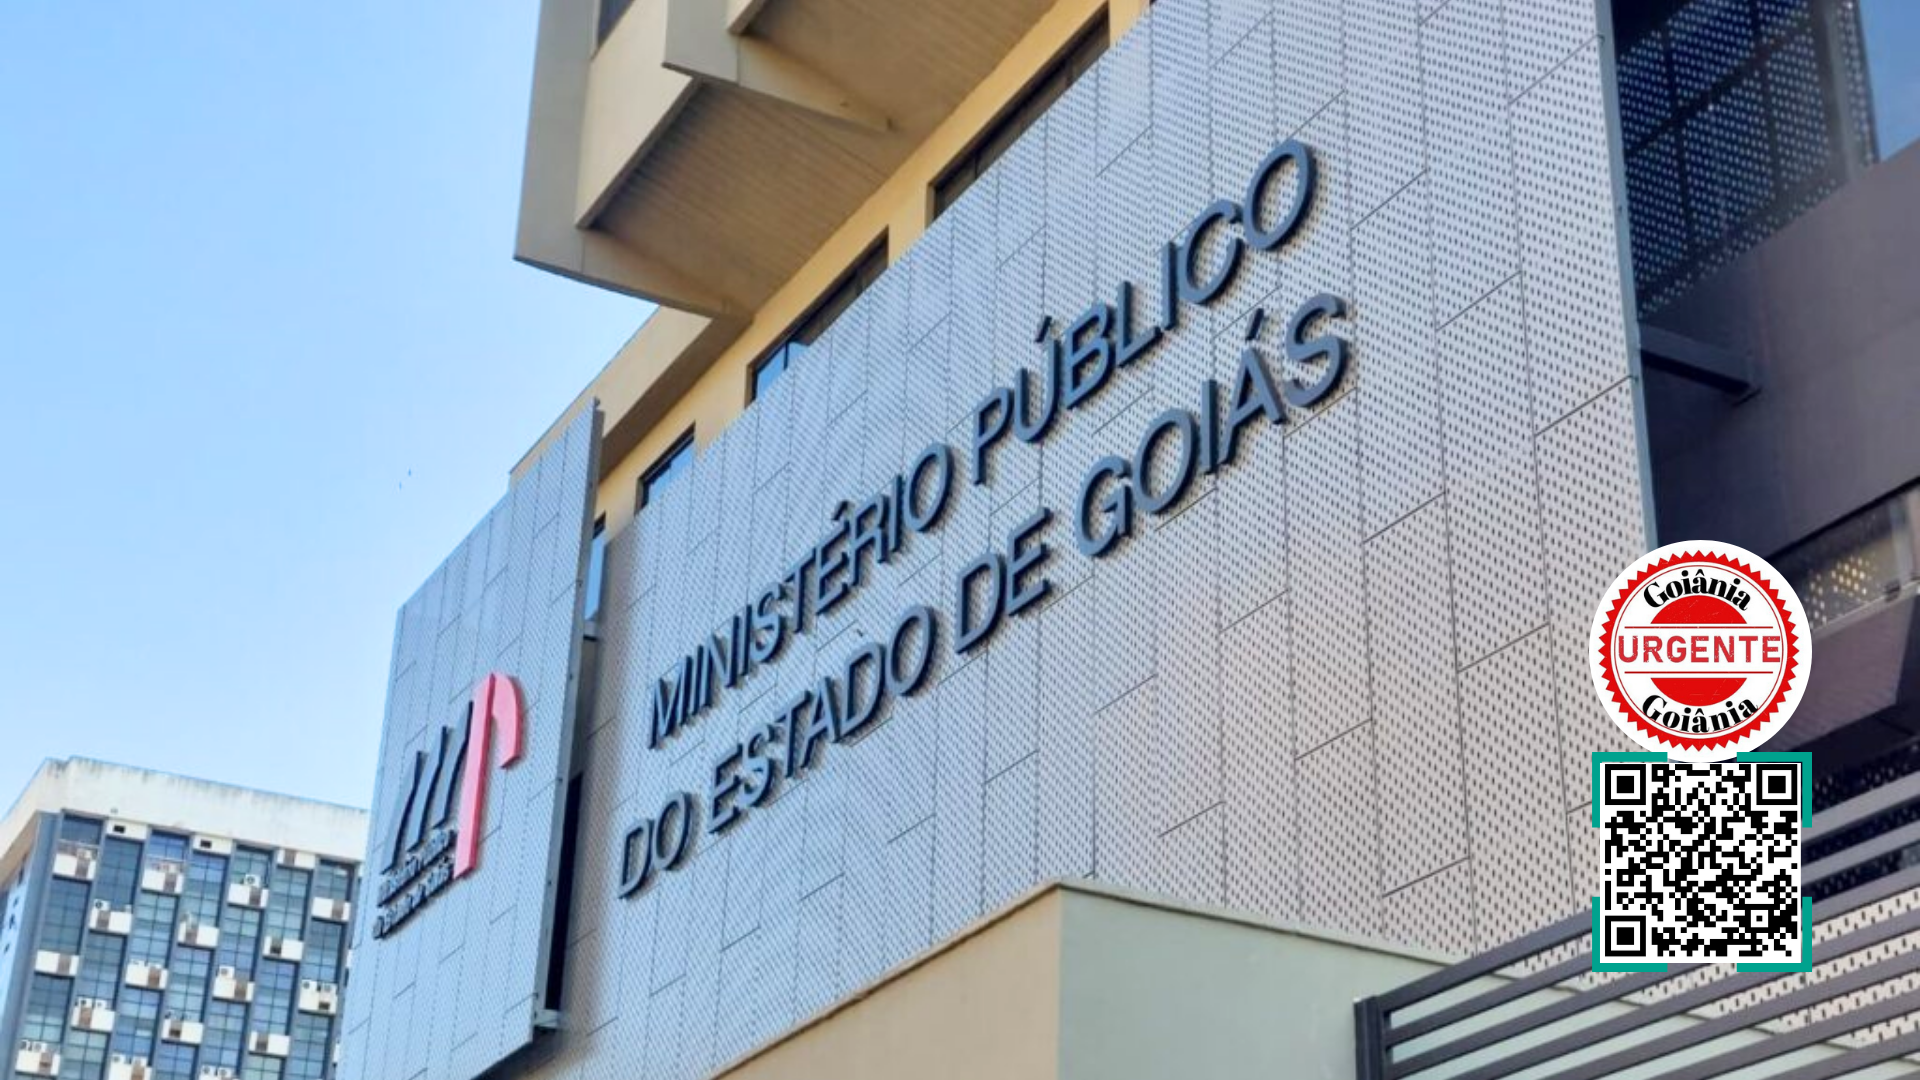 MINISTÉRIO PÚBLICO
DO ESTADO DE GOIÁS
Goiânia
URGENTE
Goiânia